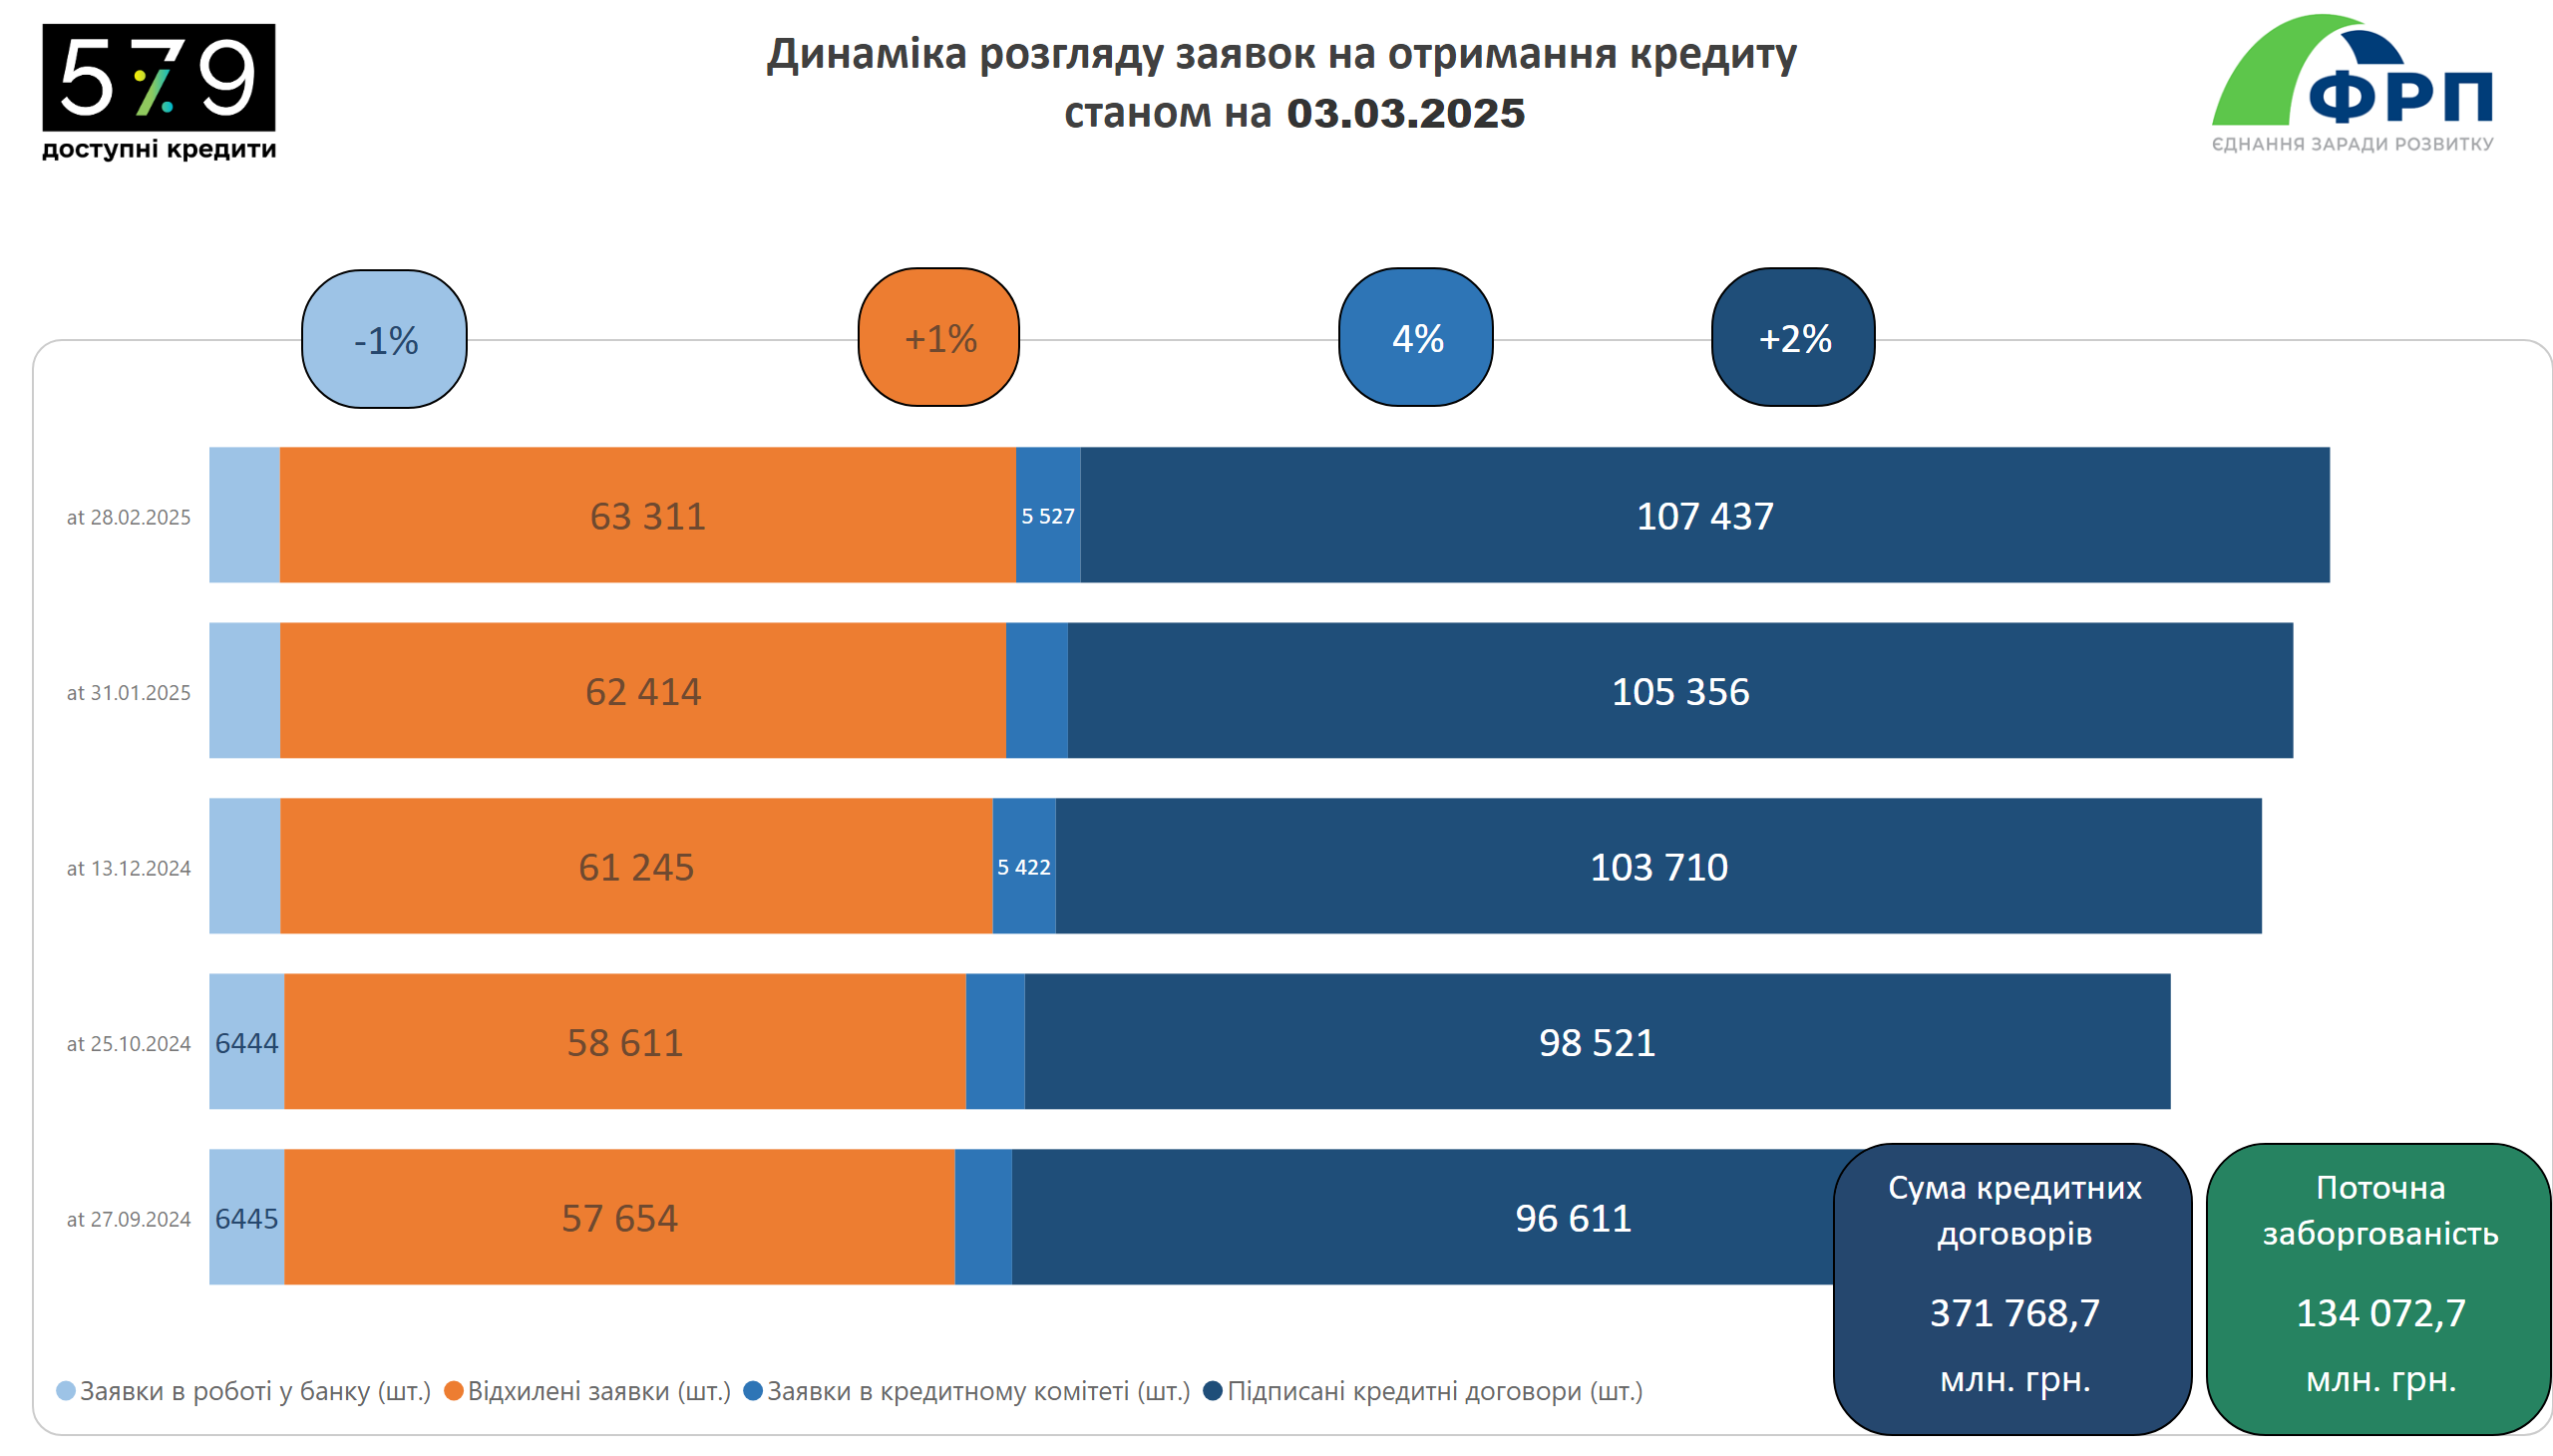 5%9
доступні кредити
Динаміка розгляду заявок на отримання кредиту
станом на 03.03.2025
ФРП
ЄДНАННЯ ЗАРАДИ РОЗВИТКУ
-1%
+1%
4%
+2%
at 28.02.2025
63 311
5 527
107 437
at 31.01.2025
62 414
105 356
at 13.12.2024
61 245
5 422
103 710
at 25.10.2024
6444
58 611
98 521
at 27.09.2024
6445
57 654
96 611
Сума кредитних
договорів
371 768,7
млн. грн.
Поточна
заборгованість
134 072,7
млн. грн.
Заявки в роботі у банку (шт.) Відхилені заявки (шт.) Заявки в кредитному комітеті (шт.) Підписані кредитні договори (шт.)